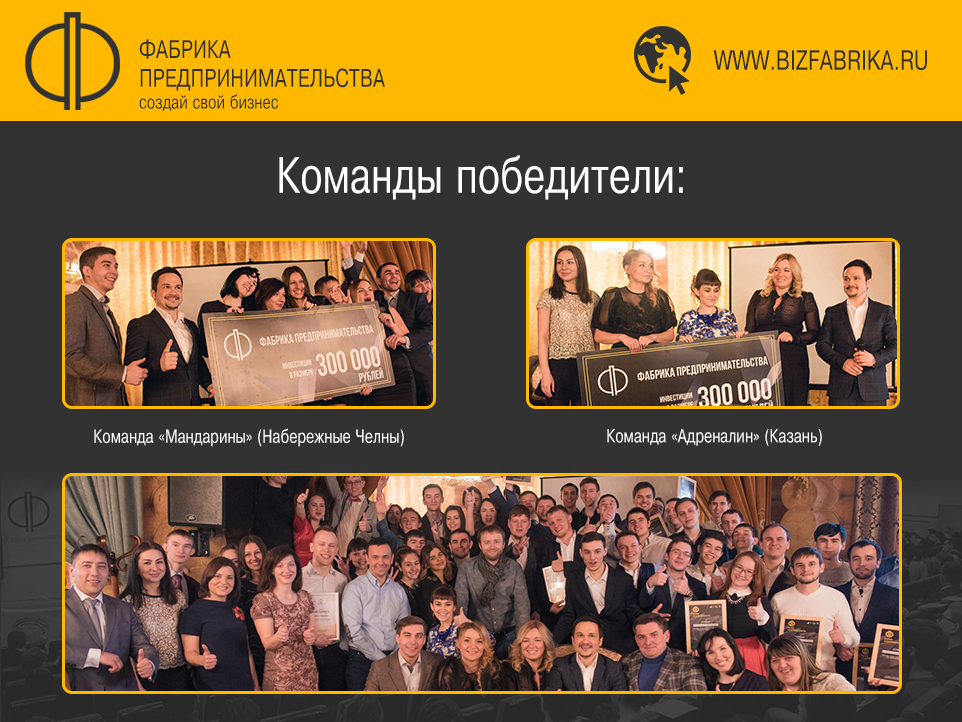 ФАБРИКА
ПРЕДПРИНИМАТЕЛЬСТВА
создай свой бизнес
WWW.BIZFABRIKA.RU
Команды победители:
ФАБРИКА ПРЕДПРИНИМАТЕЛЬСТВА
ИНВЕСТИЦИИ
В РАЗМЕРЕ
300 000
РУБЛЕЙ
ФАБРИКА ПРЕДПРИНИМАТЕЛЬСТВА
ИНВЕСТИЦИИ
300 000
Команда «Мандарины» (Набережные Челны)
Команда «Адреналин» (Казань)